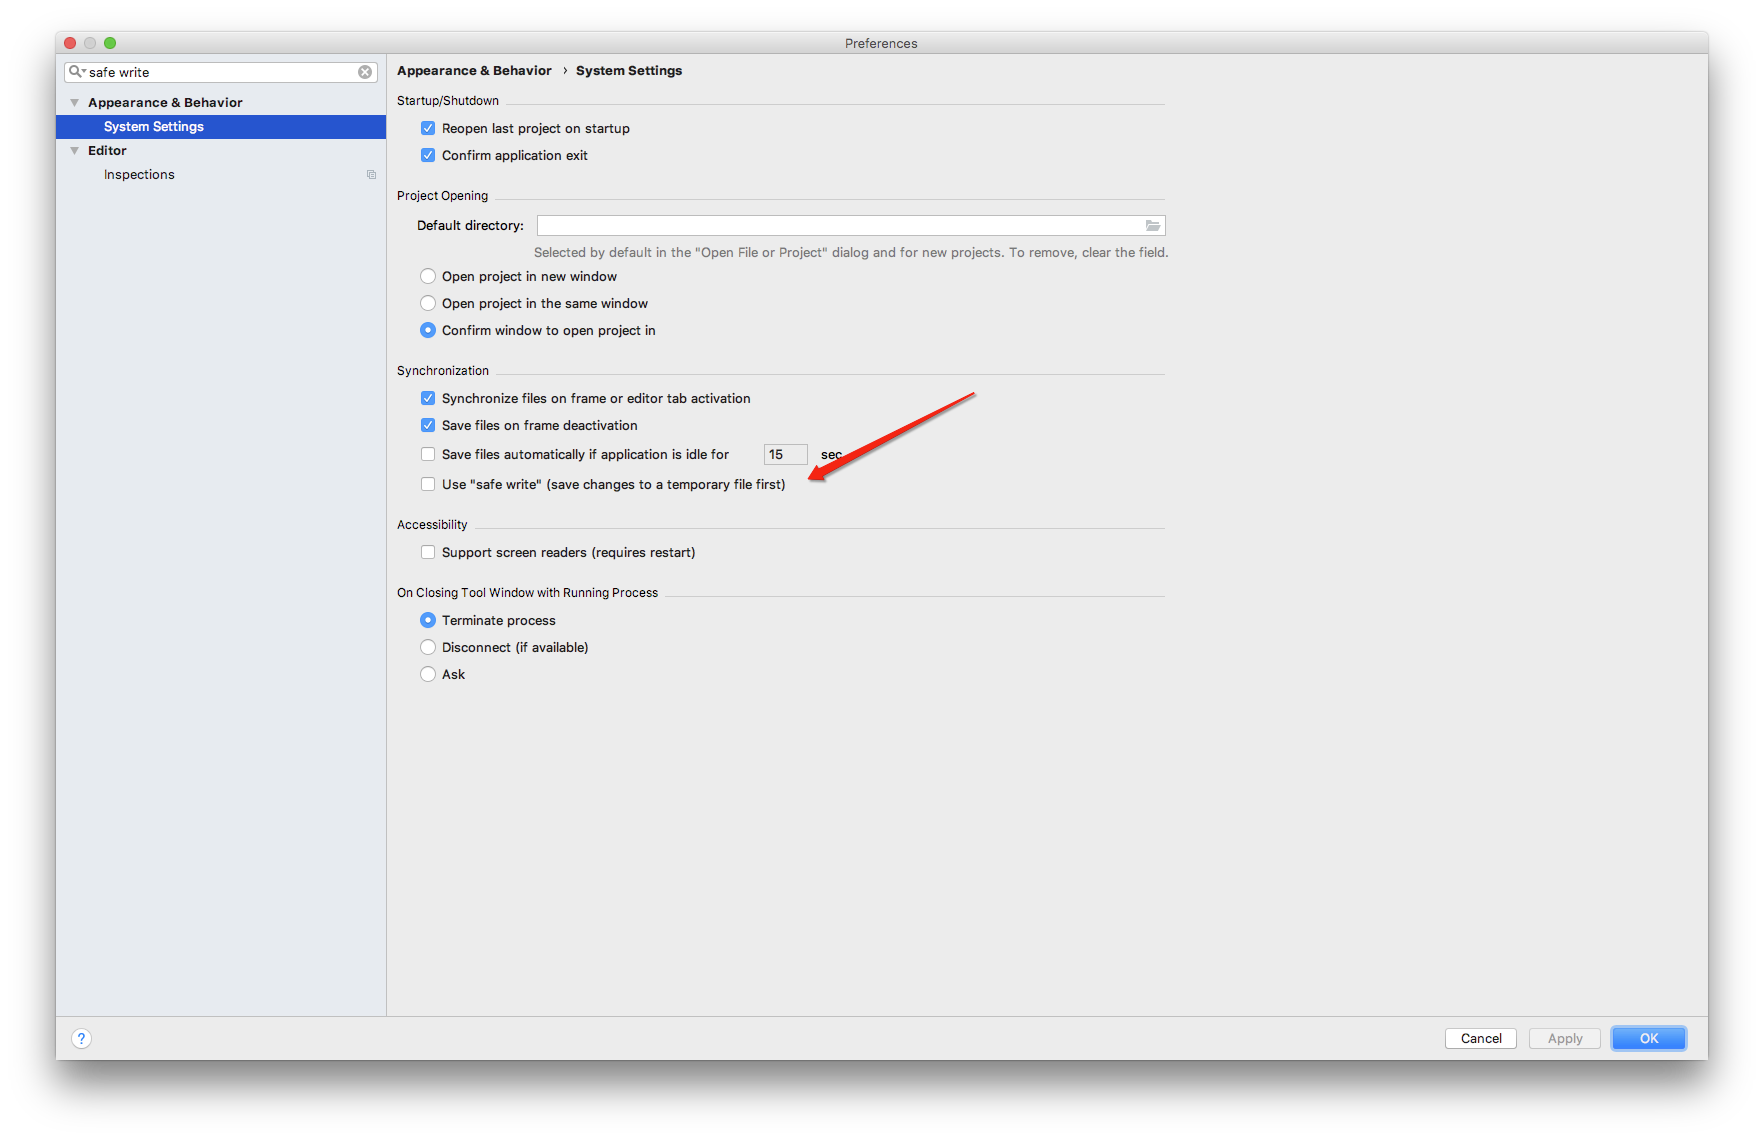 Preferences
safe write
Appearance & Behavior
System Settings
Editor
Inspections
Appearance & Behavior › System Settings
Startup/Shutdown
Reopen last project on startup
Confirm application exit
Project Opening
Default directory:
Selected by default in the "Open File or Project" dialog and for new projects. To remove, clear the field.
Open project in new window
Open project in the same window
Confirm window to open project in
Synchronization
Synchronize files on frame or editor tab activation
Save files on frame deactivation
Save files automatically if application is idle for 15 sec
Use "safe write" (save changes to a temporary file first)
Accessibility
Support screen readers (requires restart)
On Closing Tool Window with Running Process
Terminate process
Disconnect (if available)
Ask
? Cancel Apply OK